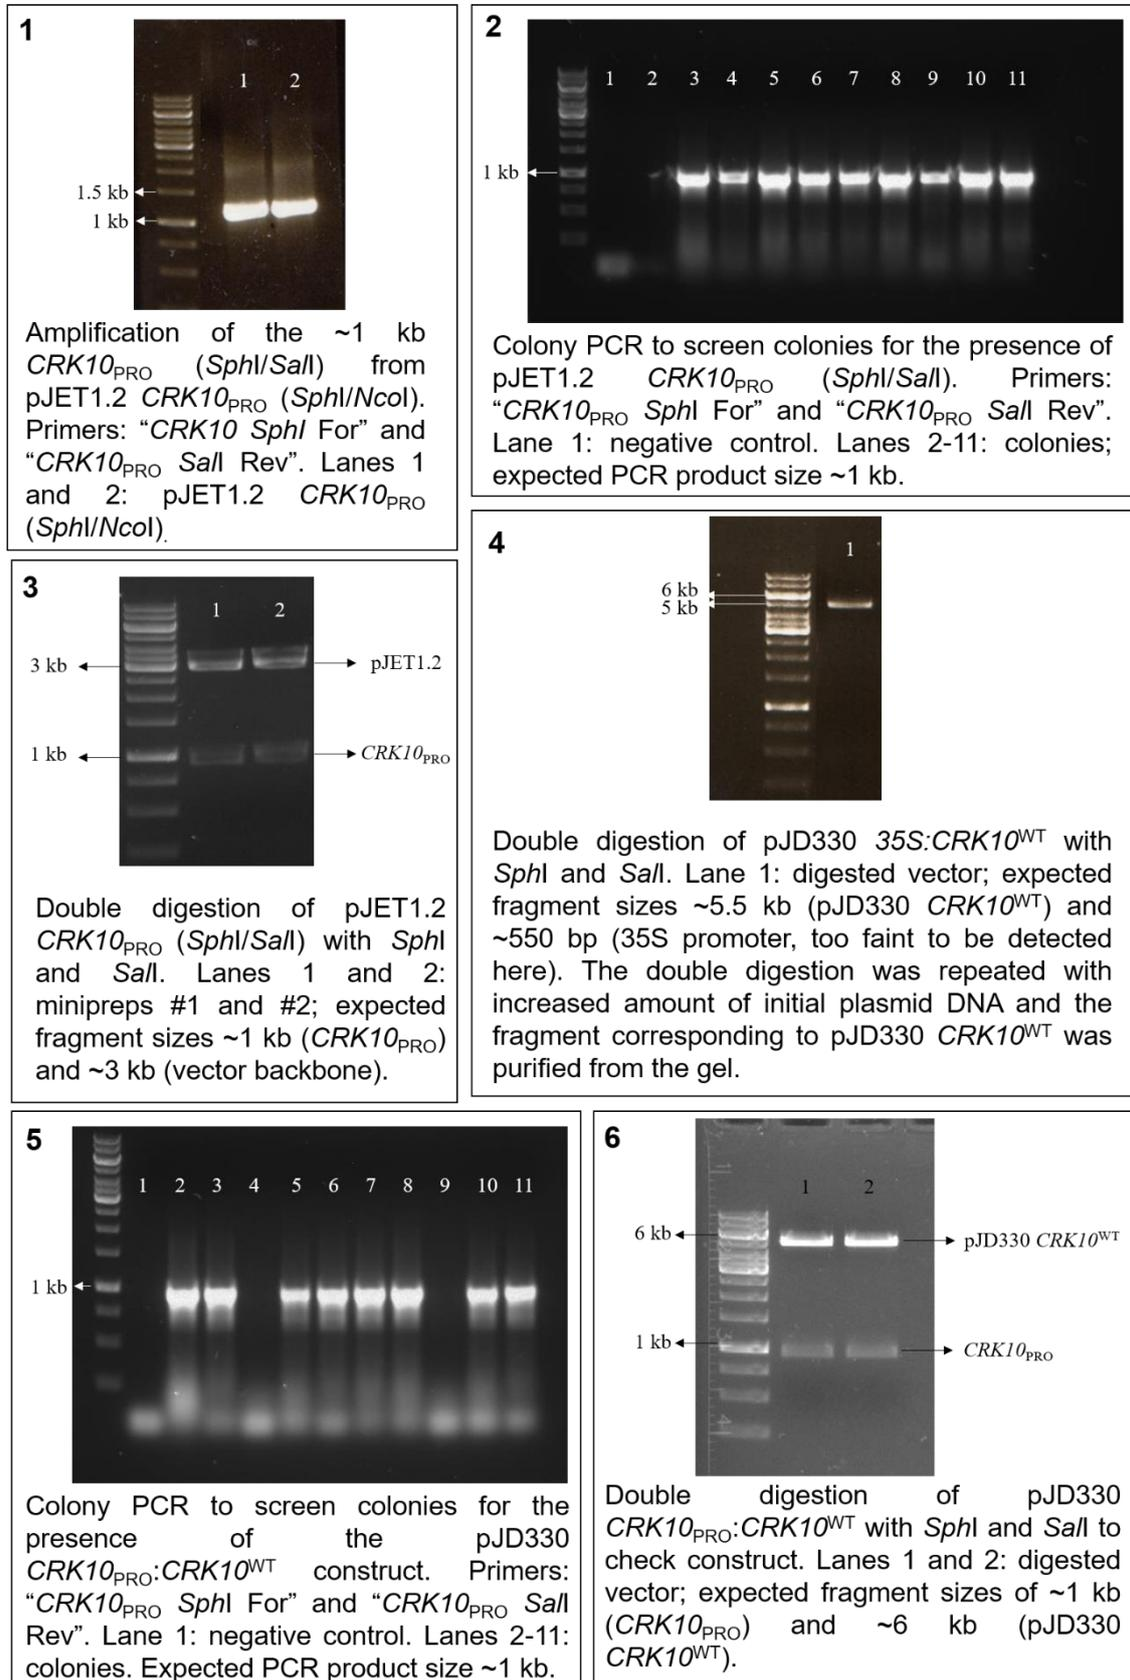 1
1 2
1.5 kb
1 kb
Amplification of the ~1 kb
CRK10PRO (SphI/SalI) from
pJET1.2 CRK10PRO (SphI/NcoI).
Primers: “CRK10 SphI For” and
“CRK10PRO SalI Rev”. Lanes 1
and 2: pJET1.2 CRK10PRO
(SphI/NcoI).
2
1 2 3 4 5 6 7 8 9 10 11
1 kb
Colony PCR to screen colonies for the presence of
pJET1.2 CRK10PRO (SphI/SalI). Primers:
“CRK10PRO SphI For” and “CRK10PRO SalI Rev”.
Lane 1: negative control. Lanes 2-11: colonies;
expected PCR product size ~1 kb.
3
1 2
3 kb pJET1.2
1 kb CRK10PRO
Double digestion of pJET1.2
CRK10PRO (SphI/SalI) with SphI
and SalI. Lanes 1 and 2:
minipreps #1 and #2; expected
fragment sizes ~1 kb (CRK10PRO)
and ~3 kb (vector backbone).
4
1
6 kb
5 kb
Double digestion of pJD330 35S:CRK10WT with
SphI and SalI. Lane 1: digested vector; expected
fragment sizes ~5.5 kb (pJD330 CRK10WT) and
~550 bp (35S promoter, too faint to be detected
here). The double digestion was repeated with
increased amount of initial plasmid DNA and the
fragment corresponding to pJD330 CRK10WT was
purified from the gel.
5
1 2 3 4 5 6 7 8 9 10 11
1 kb
Colony PCR to screen colonies for the
presence of the pJD330
CRK10PRO:CRK10WT construct. Primers:
“CRK10PRO SphI For” and “CRK10PRO SalI
Rev”. Lane 1: negative control. Lanes 2-11:
colonies. Expected PCR product size ~1 kb.
6
1 2
6 kb pJD330 CRK10WT
1 kb CRK10PRO
Double digestion of pJD330
CRK10PRO:CRK10WT with SphI and SalI to
check construct. Lanes 1 and 2: digested
vector; expected fragment sizes of ~1 kb
(CRK10PRO) and ~6 kb (pJD330
CRK10WT).